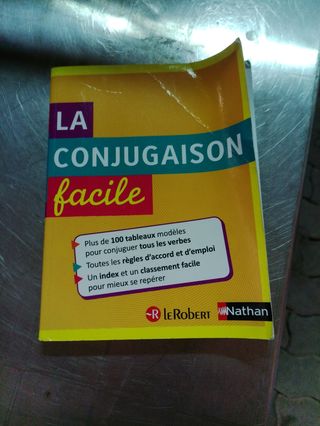 LA
CONJUGAISON
facile
Plus de 100 tableaux modèles
pour conjuguer tous les verbes
Toutes les règles d'accord et d'emploi
Un index et un classement facile
pour mieux se repérer
R le ROBERT
Nathan